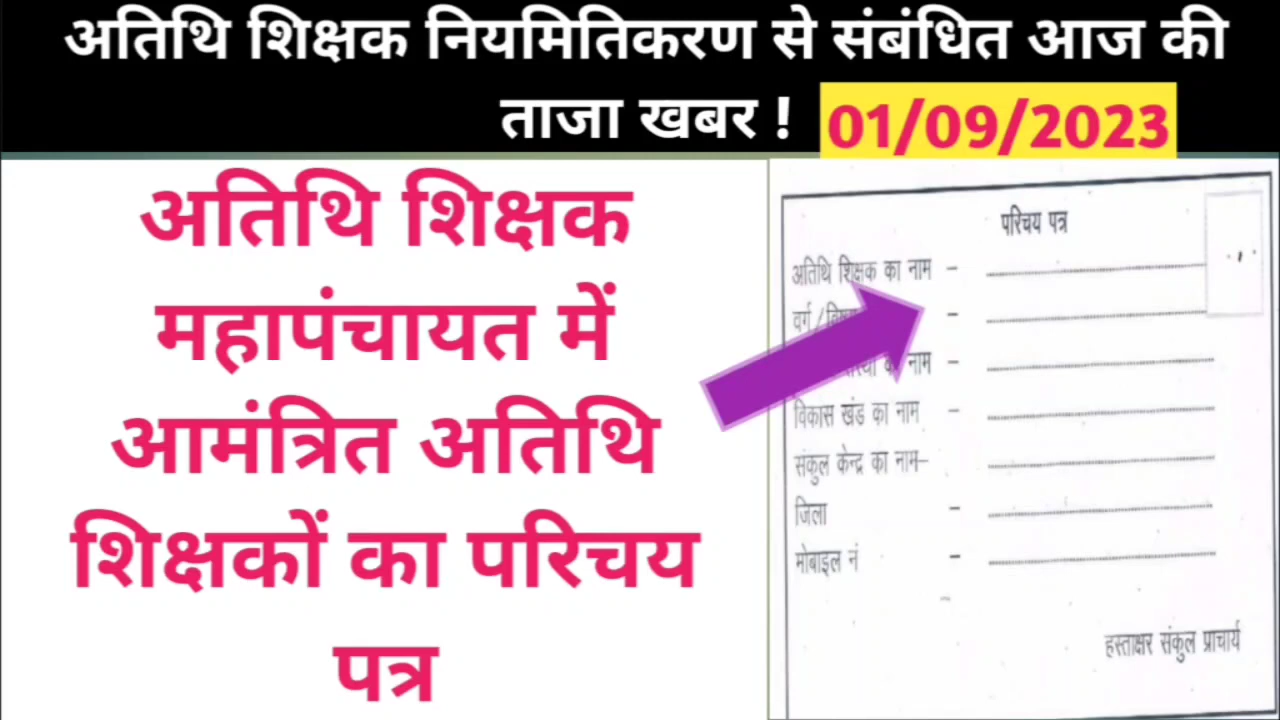 अतिथि शिक्षक नियमितिकरण से संबंधित आज की
ताजा खबर ! 01/09/2023
अतिथि शिक्षक
महापंचायत में
आमंत्रित अतिथि
शिक्षकों का परिचय
पत्र
परिचय पत्र
अतिथि शिक्षक का नाम –
वर्ग / –
नाम –
विकास खंड का नाम –
संकुल केन्द्र का नाम–
जिला –
मोबाइल नं –
हस्ताक्षर संकुल प्राचार्य